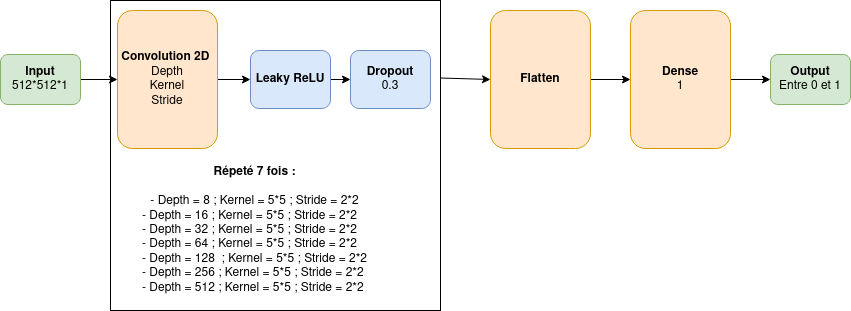 Input
512*512*1
Convolution 2D
Depth
Kernel
Stride
Leaky ReLU
Dropout
0.3
Flatten
Dense
1
Output
Entre 0 et 1
Répeté 7 fois :
- Depth = 8 ; Kernel = 5*5 ; Stride = 2*2
- Depth = 16 ; Kernel = 5*5 ; Stride = 2*2
- Depth = 32 ; Kernel = 5*5 ; Stride = 2*2
- Depth = 64 ; Kernel = 5*5 ; Stride = 2*2
- Depth = 128  ; Kernel = 5*5 ; Stride = 2*2
- Depth = 256 ; Kernel = 5*5 ; Stride = 2*2
- Depth = 512 ; Kernel = 5*5 ; Stride = 2*2